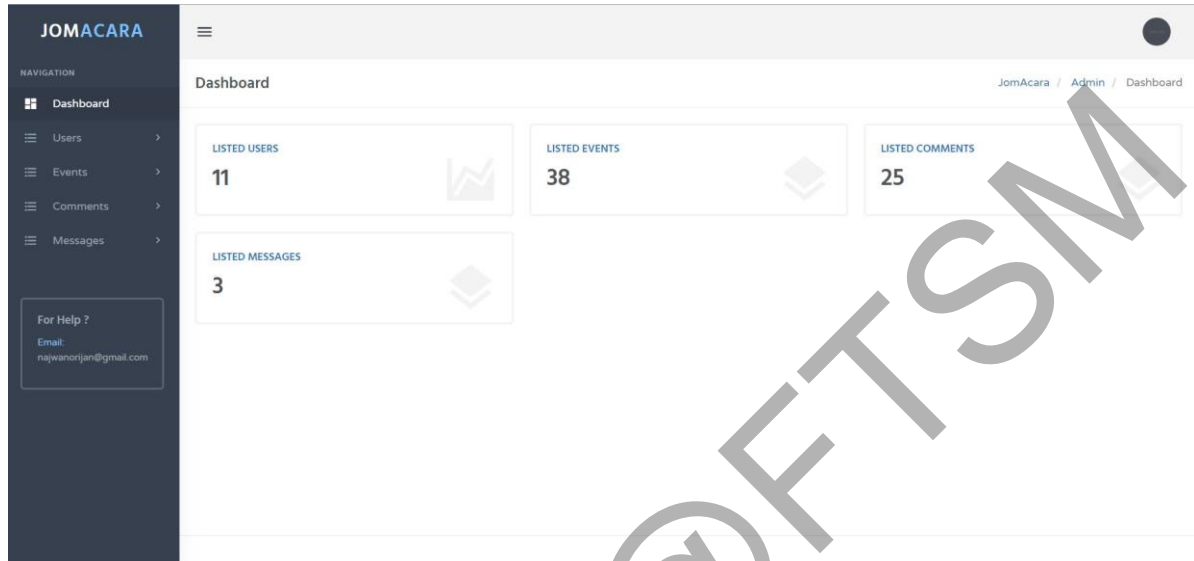 JOMACARA
NAVIGATION
Dashboard
Users
Events
Comments
Messages
For Help ?
Email:
najwanorijan@gmail.com
Dashboard
JomAcara / Admin / Dashboard
LISTED USERS
11
LISTED EVENTS
38
LISTED COMMENTS
25
LISTED MESSAGES
3
@FTSM